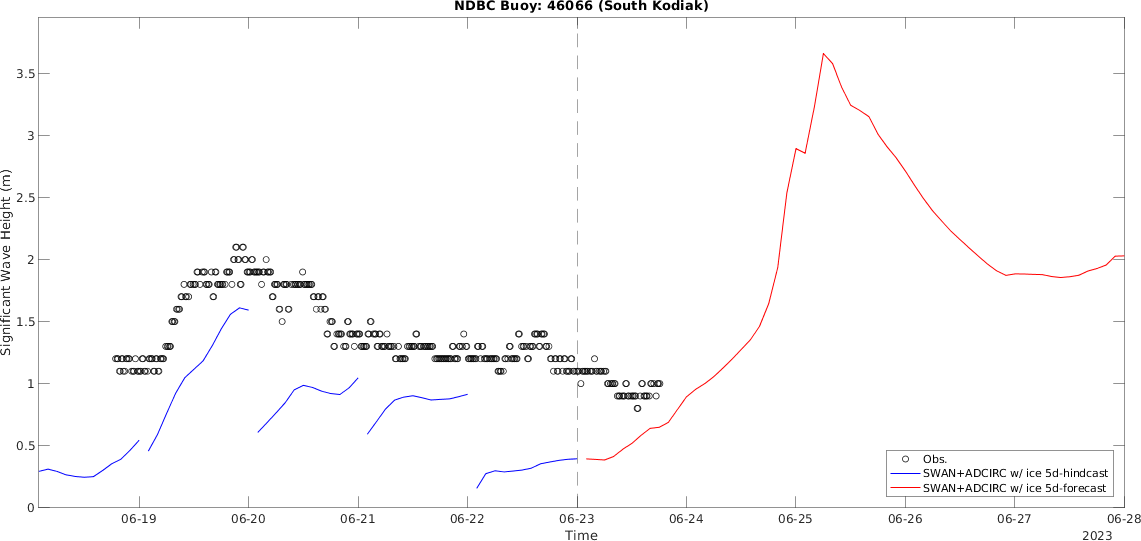 NDBC Buoy: 46066 (South Kodiak)
Significant Wave Height (m)
3.5
3
2.5
2
1.5
1
0.5
0
Obs.
SWAN+ADCIRC w/ ice 5d-hindcast
SWAN+ADCIRC w/ ice 5d-forecast
06-19 06-20 06-21 06-22 06-23 06-24 06-25 06-26 06-27 06-28
Time
2023